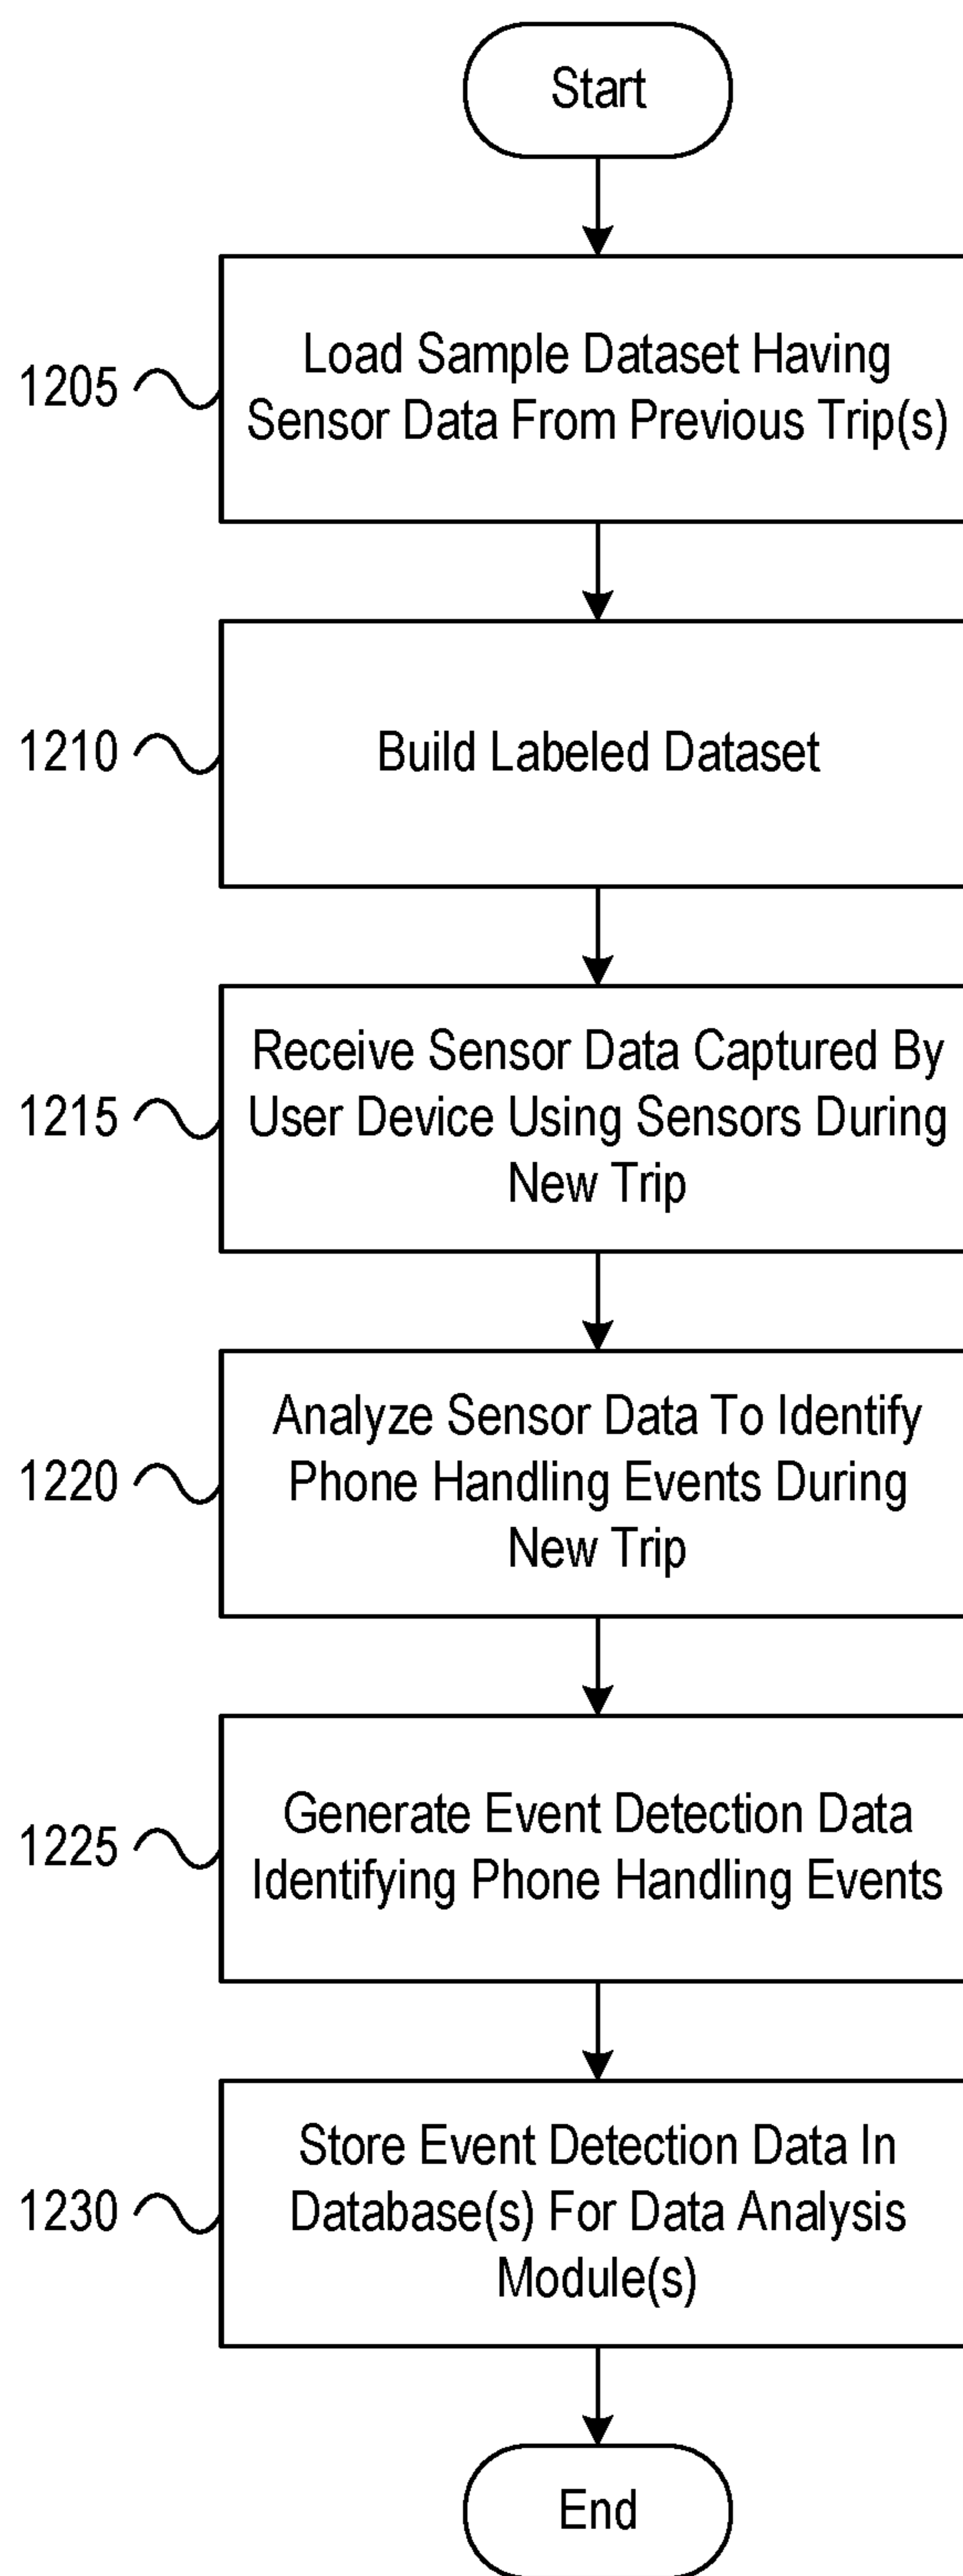 Start
Load Sample Dataset Having
Sensor Data From Previous Trip(s)
1205
Build Labeled Dataset
1210
Receive Sensor Data Captured By
User Device Using Sensors During
New Trip
1215
Analyze Sensor Data To Identify
Phone Handling Events During
New Trip
1220
Generate Event Detection Data
Identifying Phone Handling Events
1225
Store Event Detection Data In
Database(s) For Data Analysis
Module(s)
1230
End